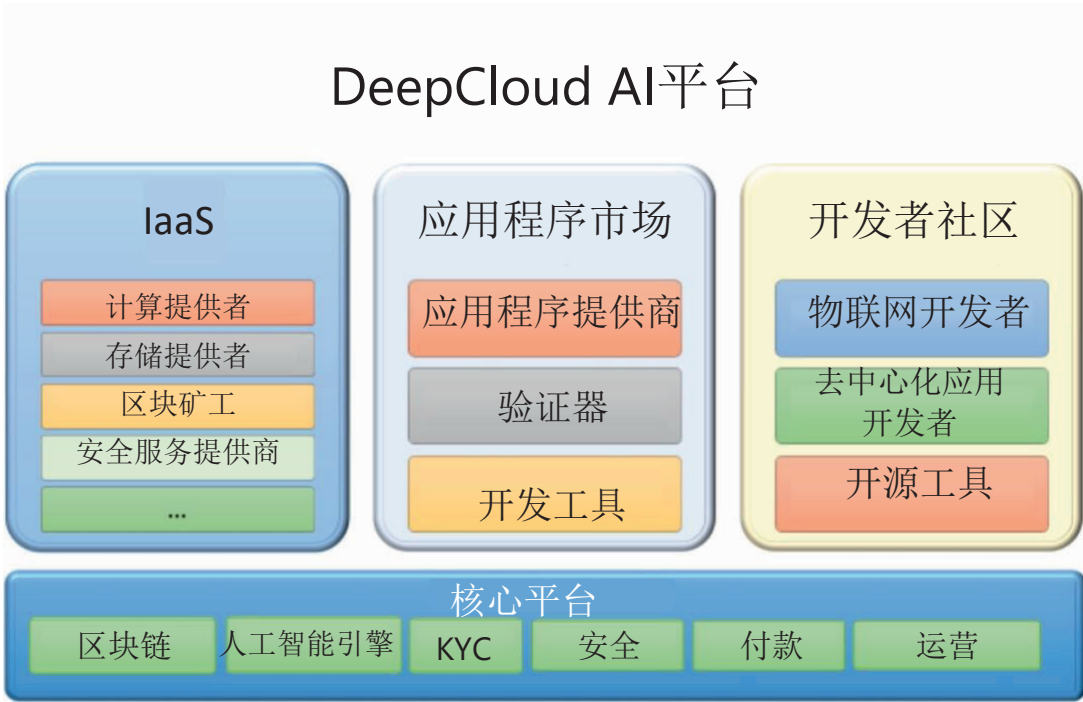 DeepCloud AI平台
IaaS
计算提供者
存储提供者
区块矿工
安全服务提供商
...
应用程序市场
应用程序提供商
验证器
开发工具
开发者社区
物联网开发者
去中心化应用
开发者
开源工具
核心平台
区块链
人工智能引擎
KYC
安全
付款
运营